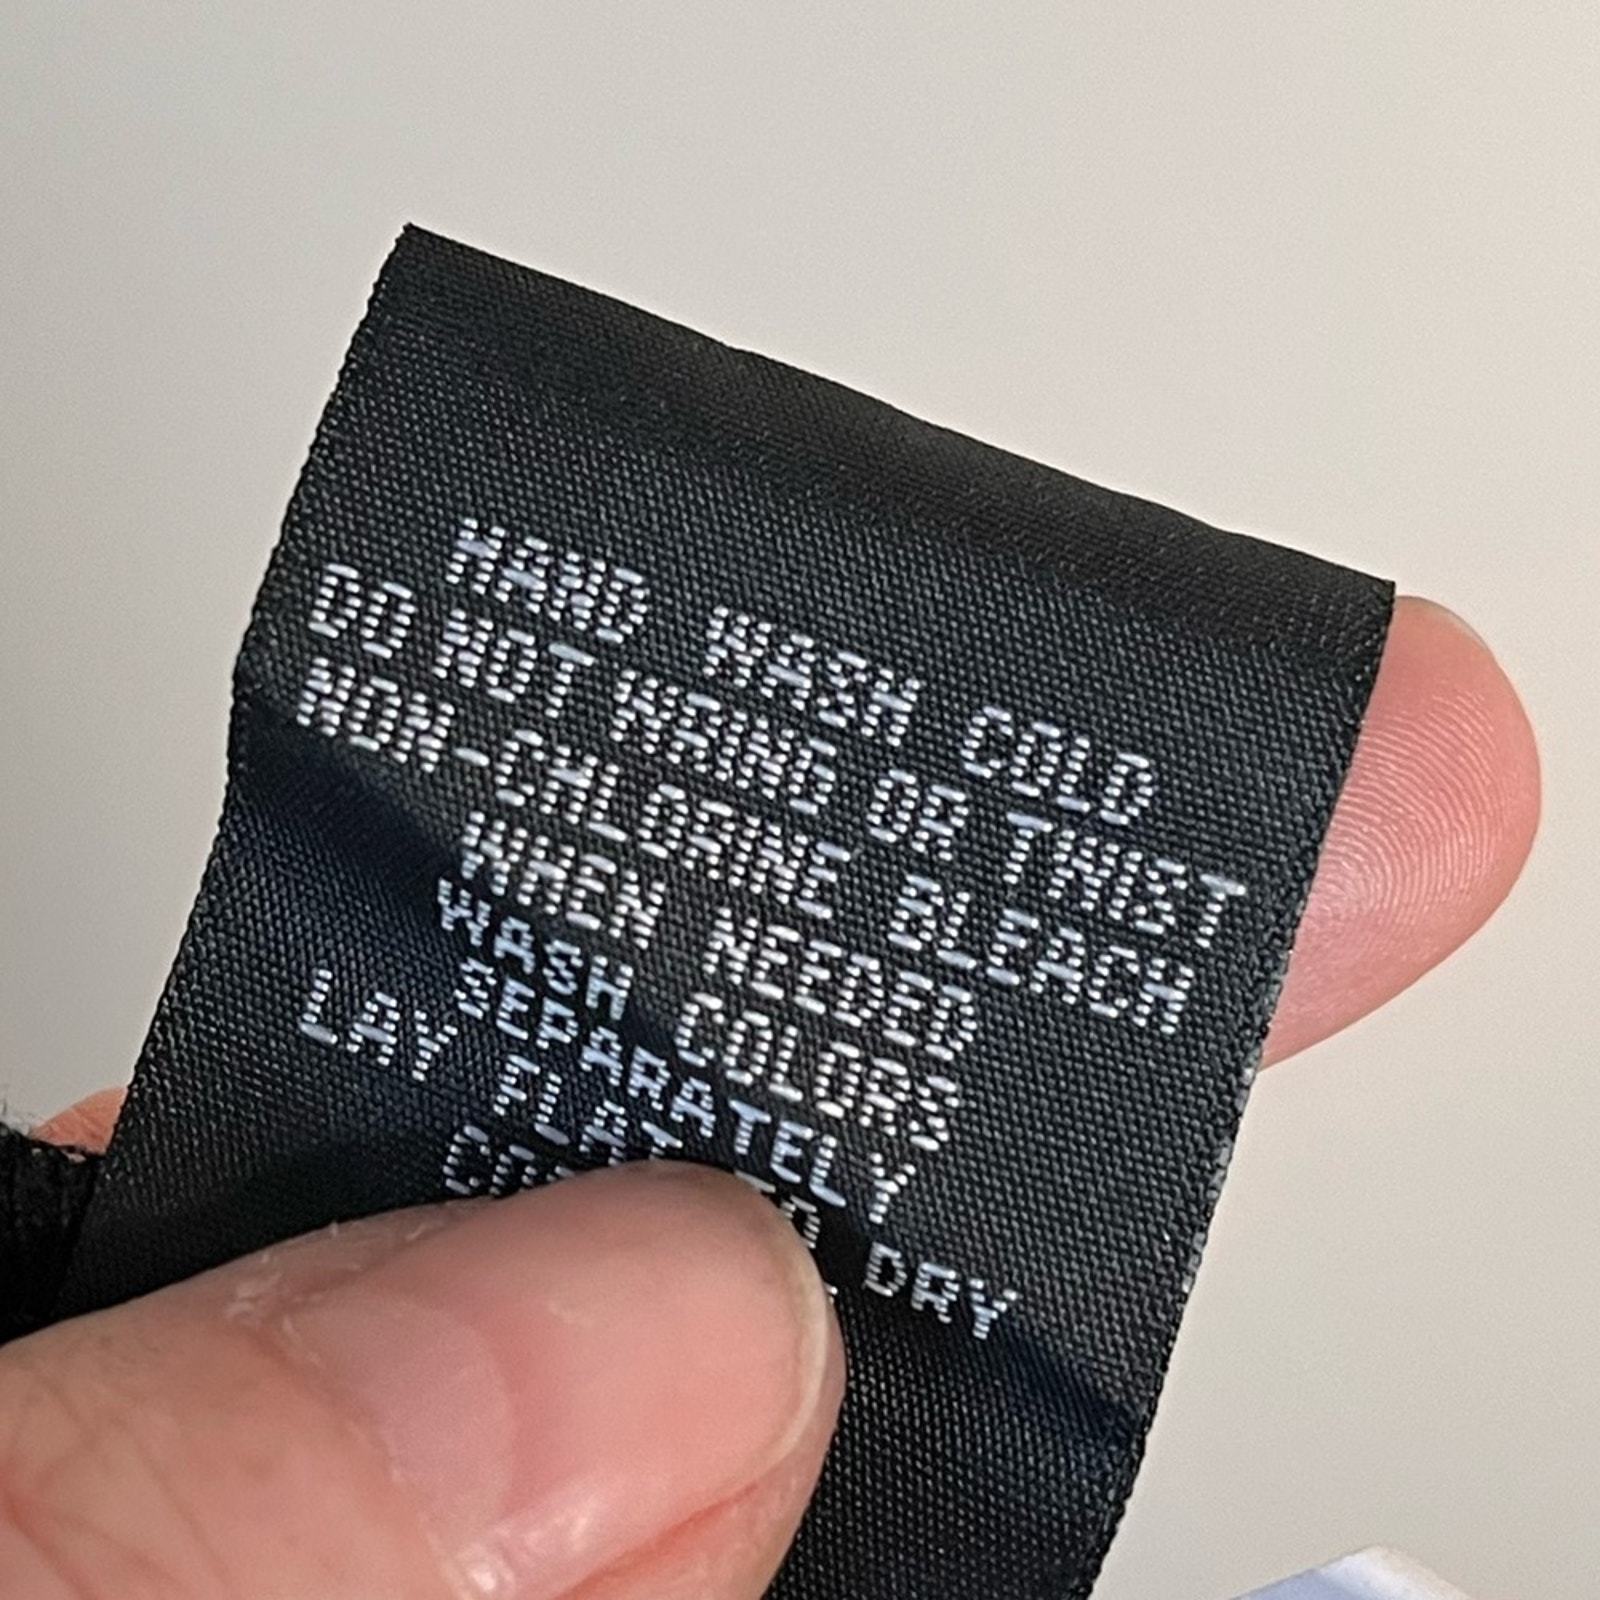 HAND WASH COLD
DO NOT WRING OR TWIST
NON-CHLORINE BLEACH
WHEN NEEDED
WASH COLORS
SEPARATELY
LAY FLAT TO DRY